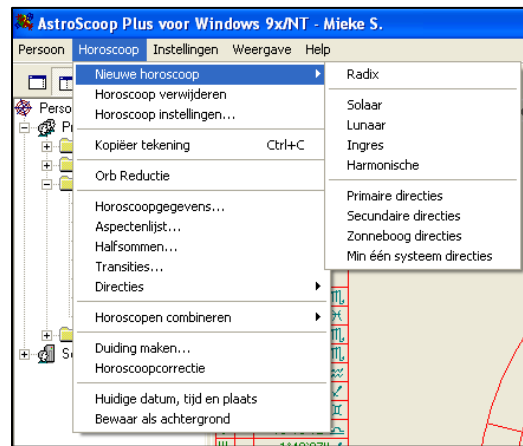 AstroScoop Plus voor Windows 9x/NT - Mieke S.
Persoon Horoscoop Instellingen Weergave Help
Nieuwe horoscoop
Horoscoop verwijderen
Horoscoop instellingen...
Kopiëer tekening Ctrl+C
Orb Reductie
Horoscoopgegevens...
Aspectenlijst...
Halfsommen...
Transities...
Directies
Horoscopen combineren
Duiding maken...
Horoscoopcorrectie
Huidige datum, tijd en plaats
Bewaar als achtergrond
Radix
Solaar
Lunaar
Ingres
Harmonische
Primaire directies
Secundaire directies
Zonneboog directies
Min één systeem directies
Perso